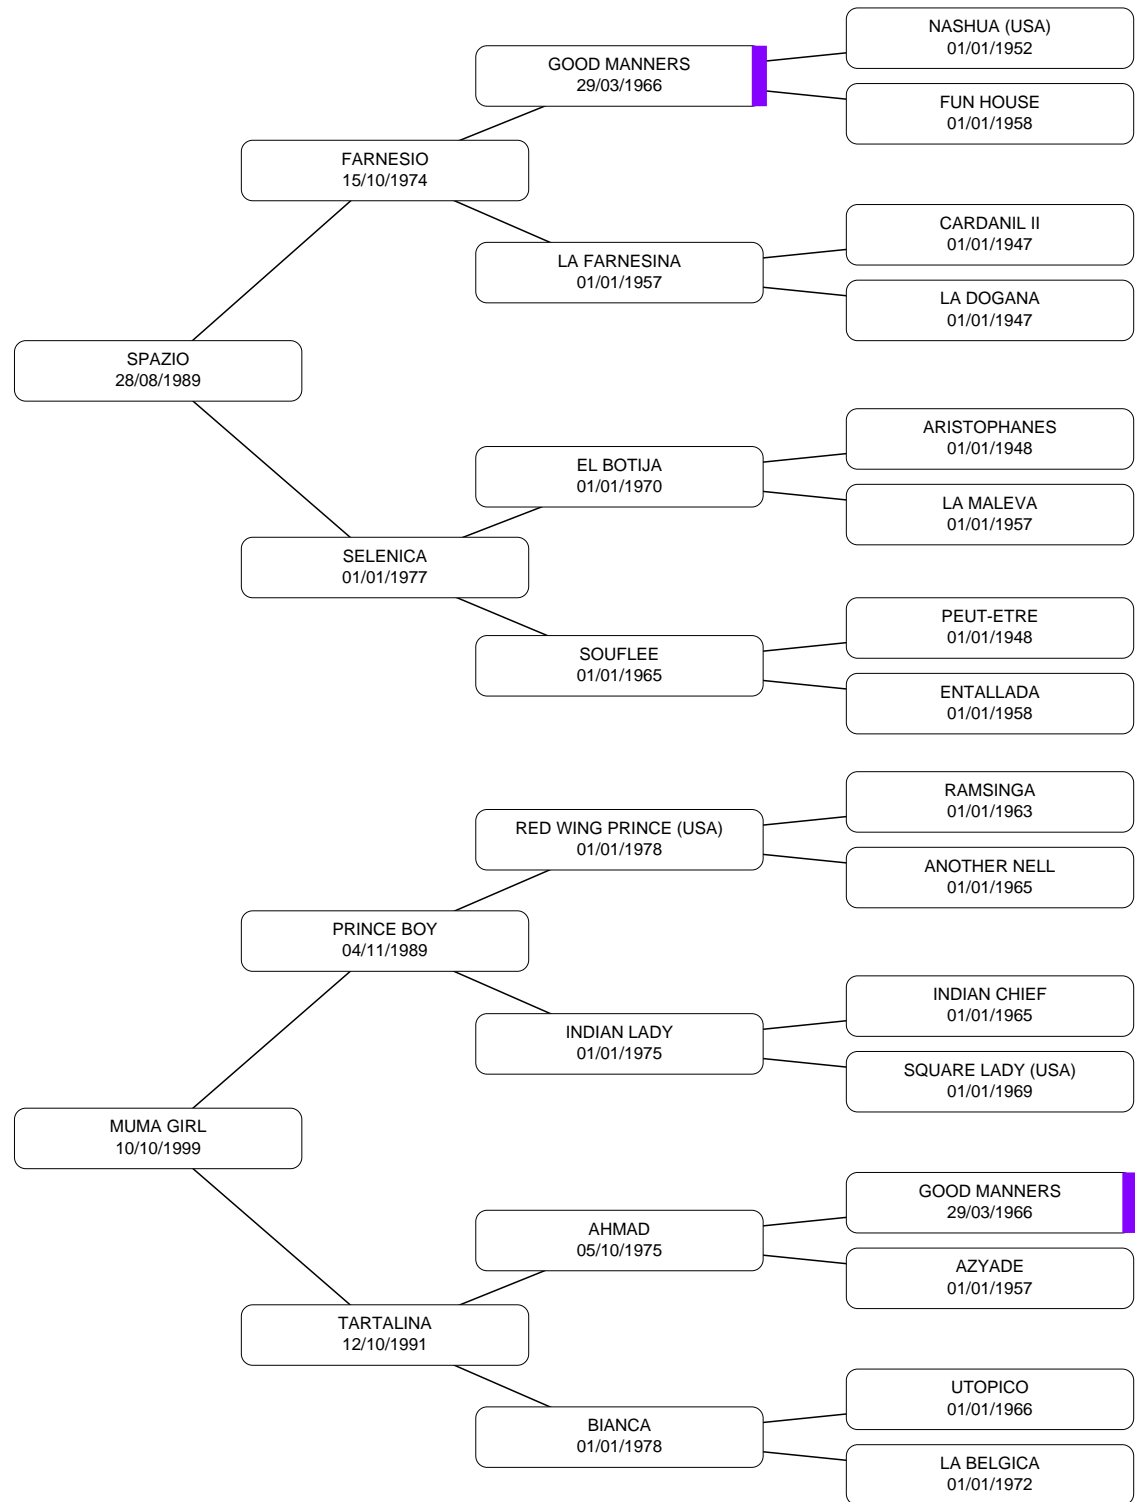 NASHUA (USA)
01/01/1952
GOOD MANNERS
29/03/1966
FUN HOUSE
01/01/1958
FARNESIO
15/10/1974
CARDANIL II
01/01/1947
LA FARNESINA
01/01/1957
LA DOGANA
01/01/1947
SPAZIO
28/08/1989
ARISTOPHANES
01/01/1948
EL BOTIJA
01/01/1970
LA MALEVA
01/01/1957
SELENICA
01/01/1977
PEUT-ETRE
01/01/1948
SOUFLEE
01/01/1965
ENTALLADA
01/01/1958
RAMSINGA
01/01/1963
RED WING PRINCE (USA)
01/01/1978
ANOTHER NELL
01/01/1965
PRINCE BOY
04/11/1989
INDIAN CHIEF
01/01/1965
INDIAN LADY
01/01/1975
SQUARE LADY (USA)
01/01/1969
MUMA GIRL
10/10/1999
GOOD MANNERS
29/03/1966
AHMAD
05/10/1975
AZYADE
01/01/1957
TARTALINA
12/10/1991
UTOPICO
01/01/1966
BIANCA
01/01/1978
LA BELGICA
01/01/1972